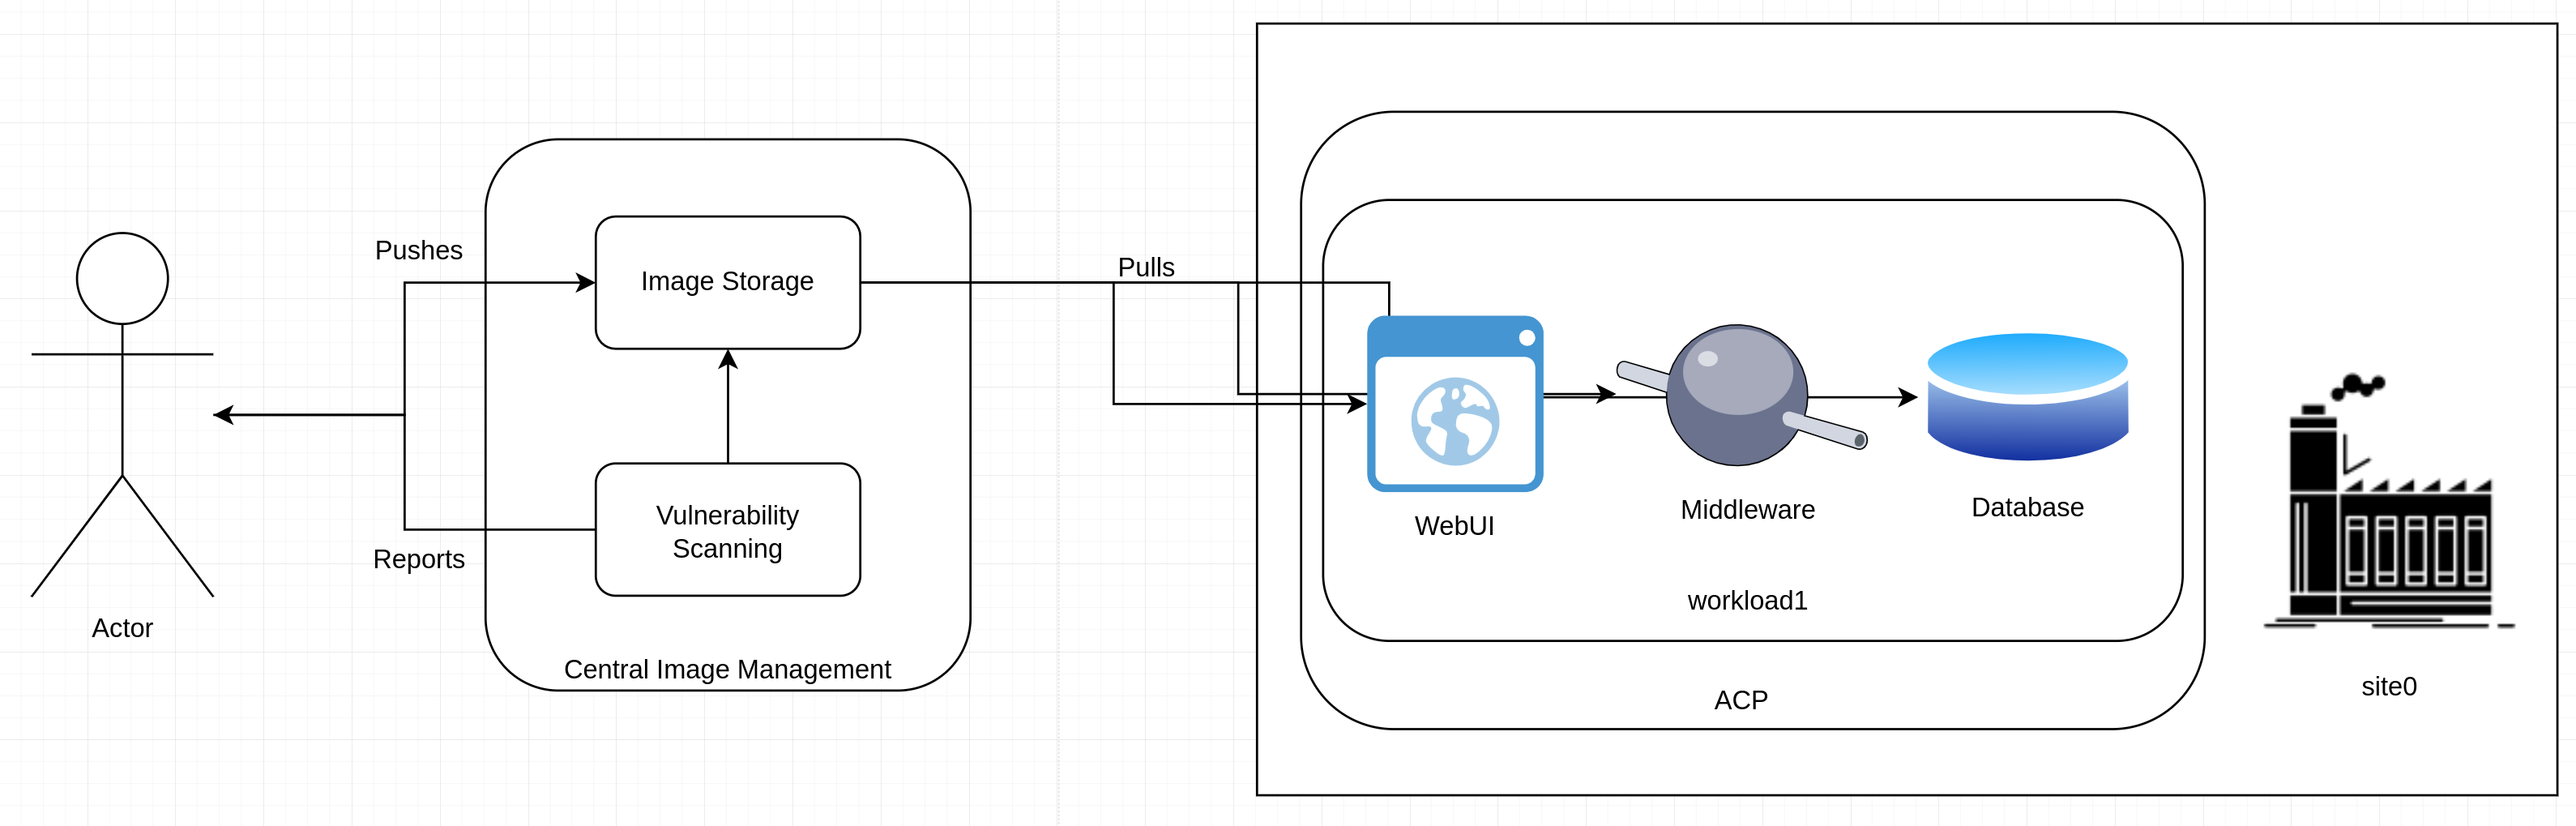 Pushes
Image Storage
Pulls
Vulnerability
Scanning
Reports
Actor
Central Image Management
WebUI
Middleware
Database
workload1
ACP
site0